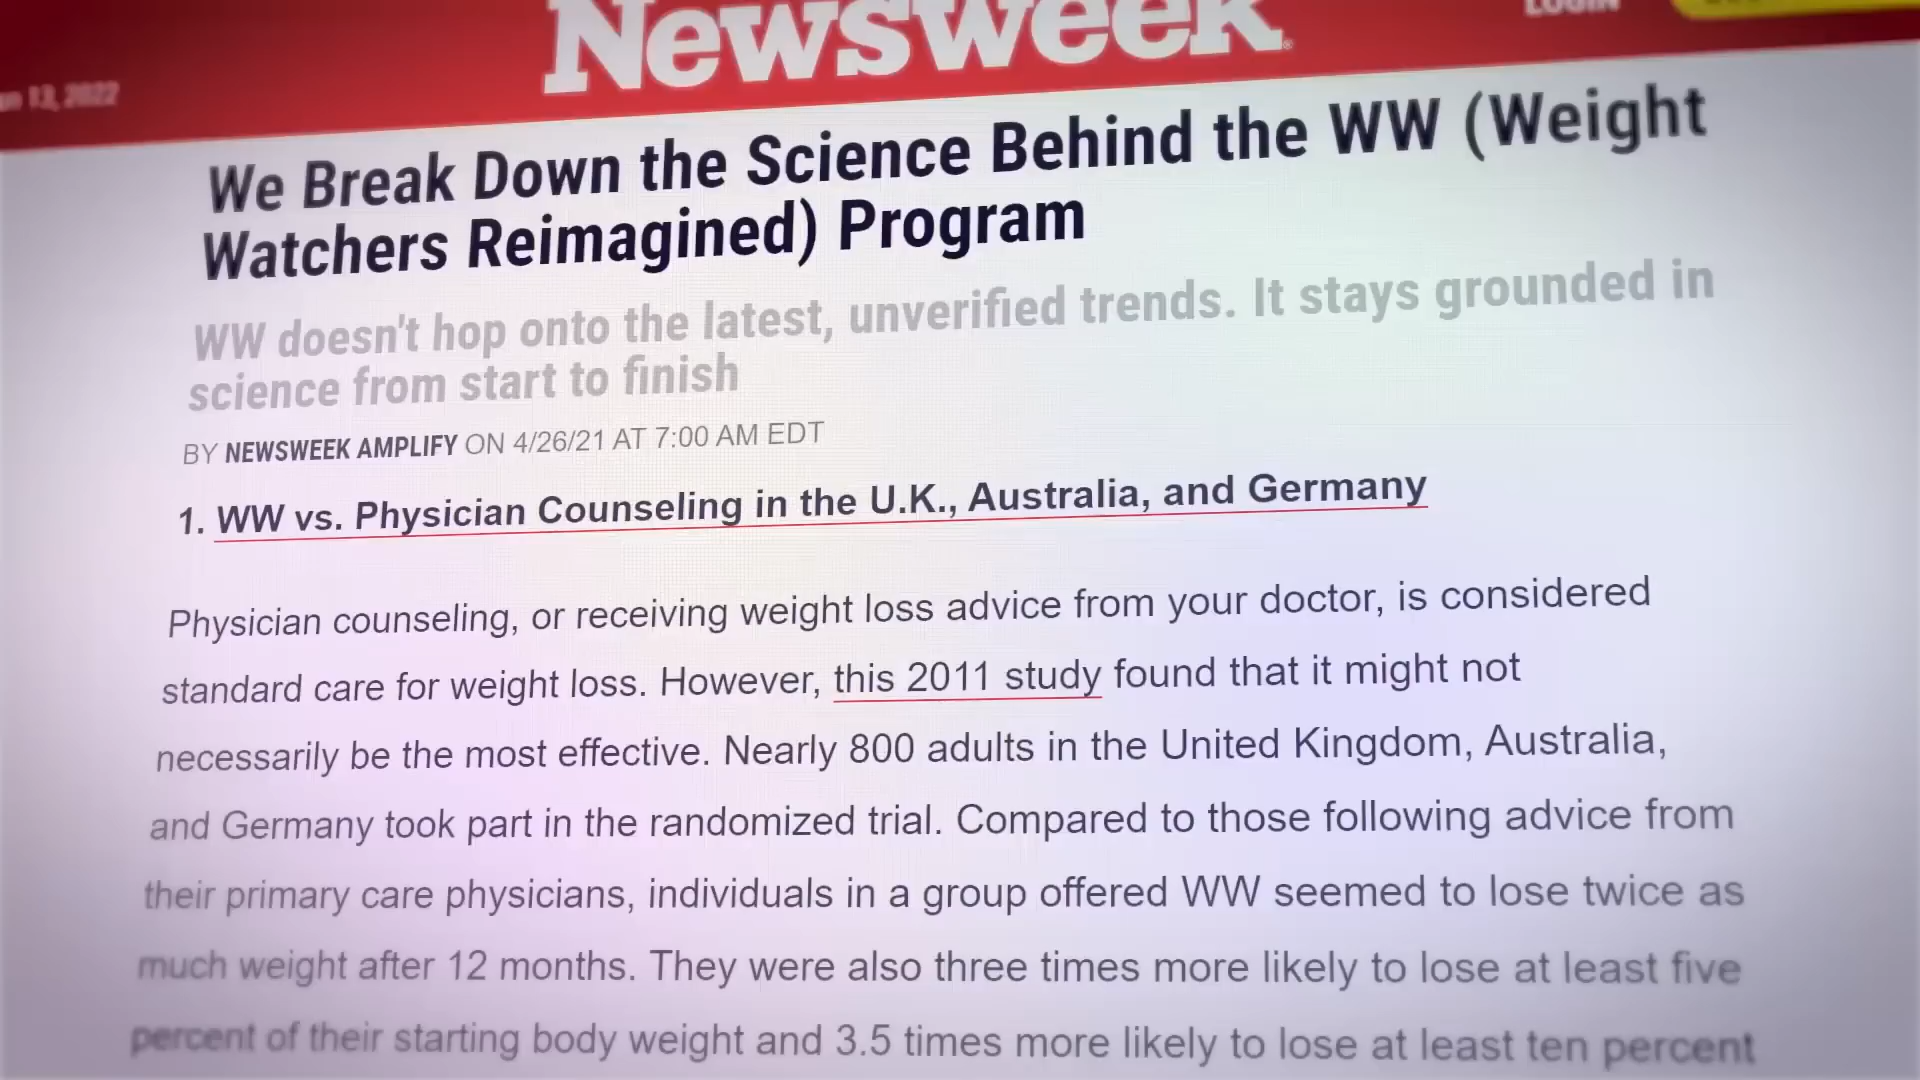 Newsweek
LOGIN
13, 2022
We Break Down the Science Behind the WW (Weight
Watchers Reimagined) Program
WW doesn't hop onto the latest, unverified trends. It stays grounded in
science from start to finish
BY NEWSWEEK AMPLIFY ON 4/26/21 AT 7:00 AM EDT
1. WW vs. Physician Counseling in the U.K., Australia, and Germany
Physician counseling, or receiving weight loss advice from your doctor, is considered
standard care for weight loss. However, this 2011 study found that it might not
necessarily be the most effective. Nearly 800 adults in the United Kingdom, Australia,
and Germany took part in the randomized trial. Compared to those following advice from
their primary care physicians, individuals in a group offered WW seemed to lose twice as
much weight after 12 months. They were also three times more likely to lose at least five
percent of their starting body weight and 3.5 times more likely to lose at least ten percent